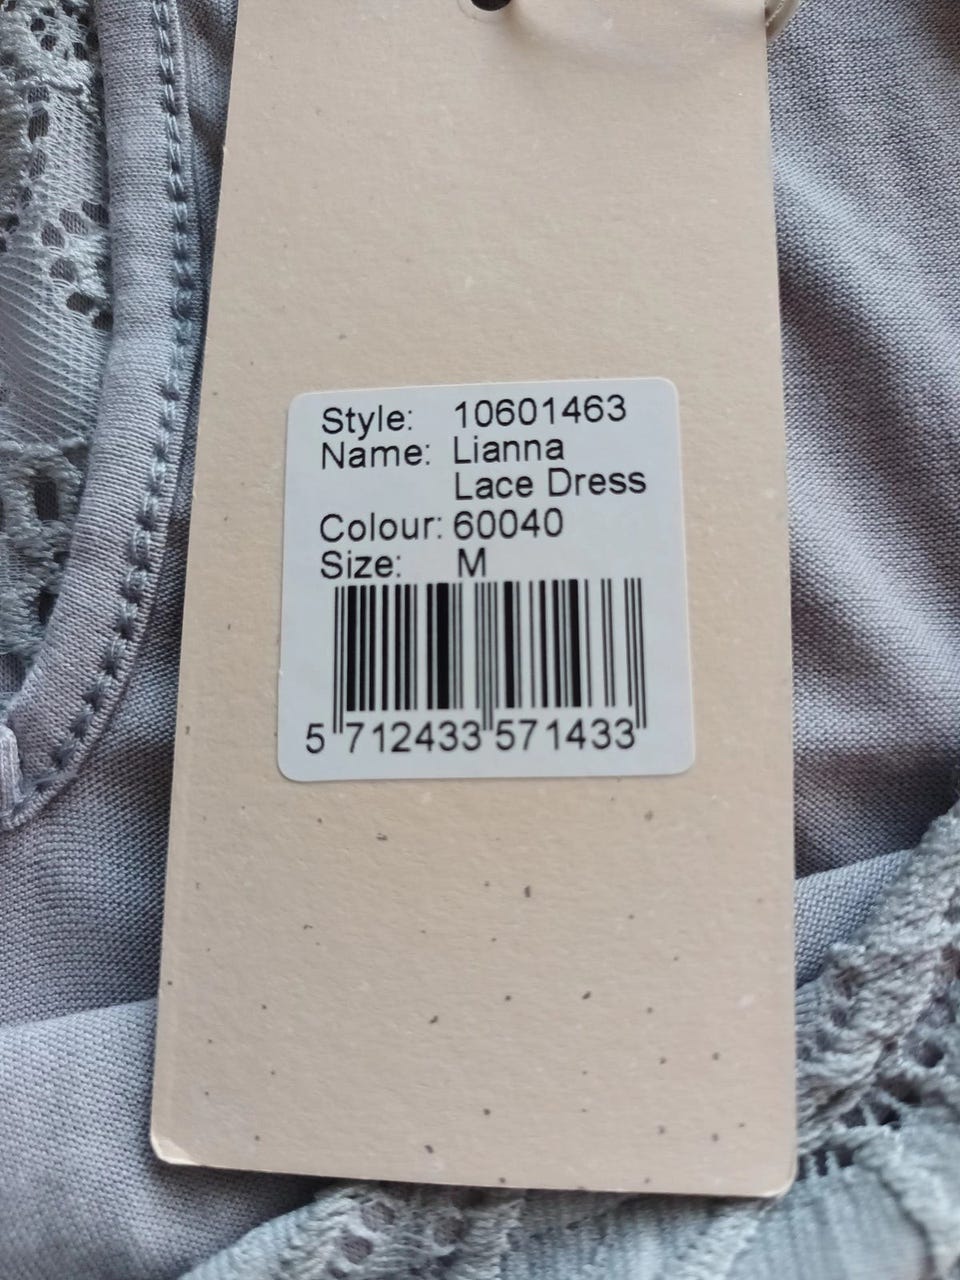 Style: 10601463
Name: Lianna
Lace Dress
Colour: 60040
Size: M
5 712433 571433